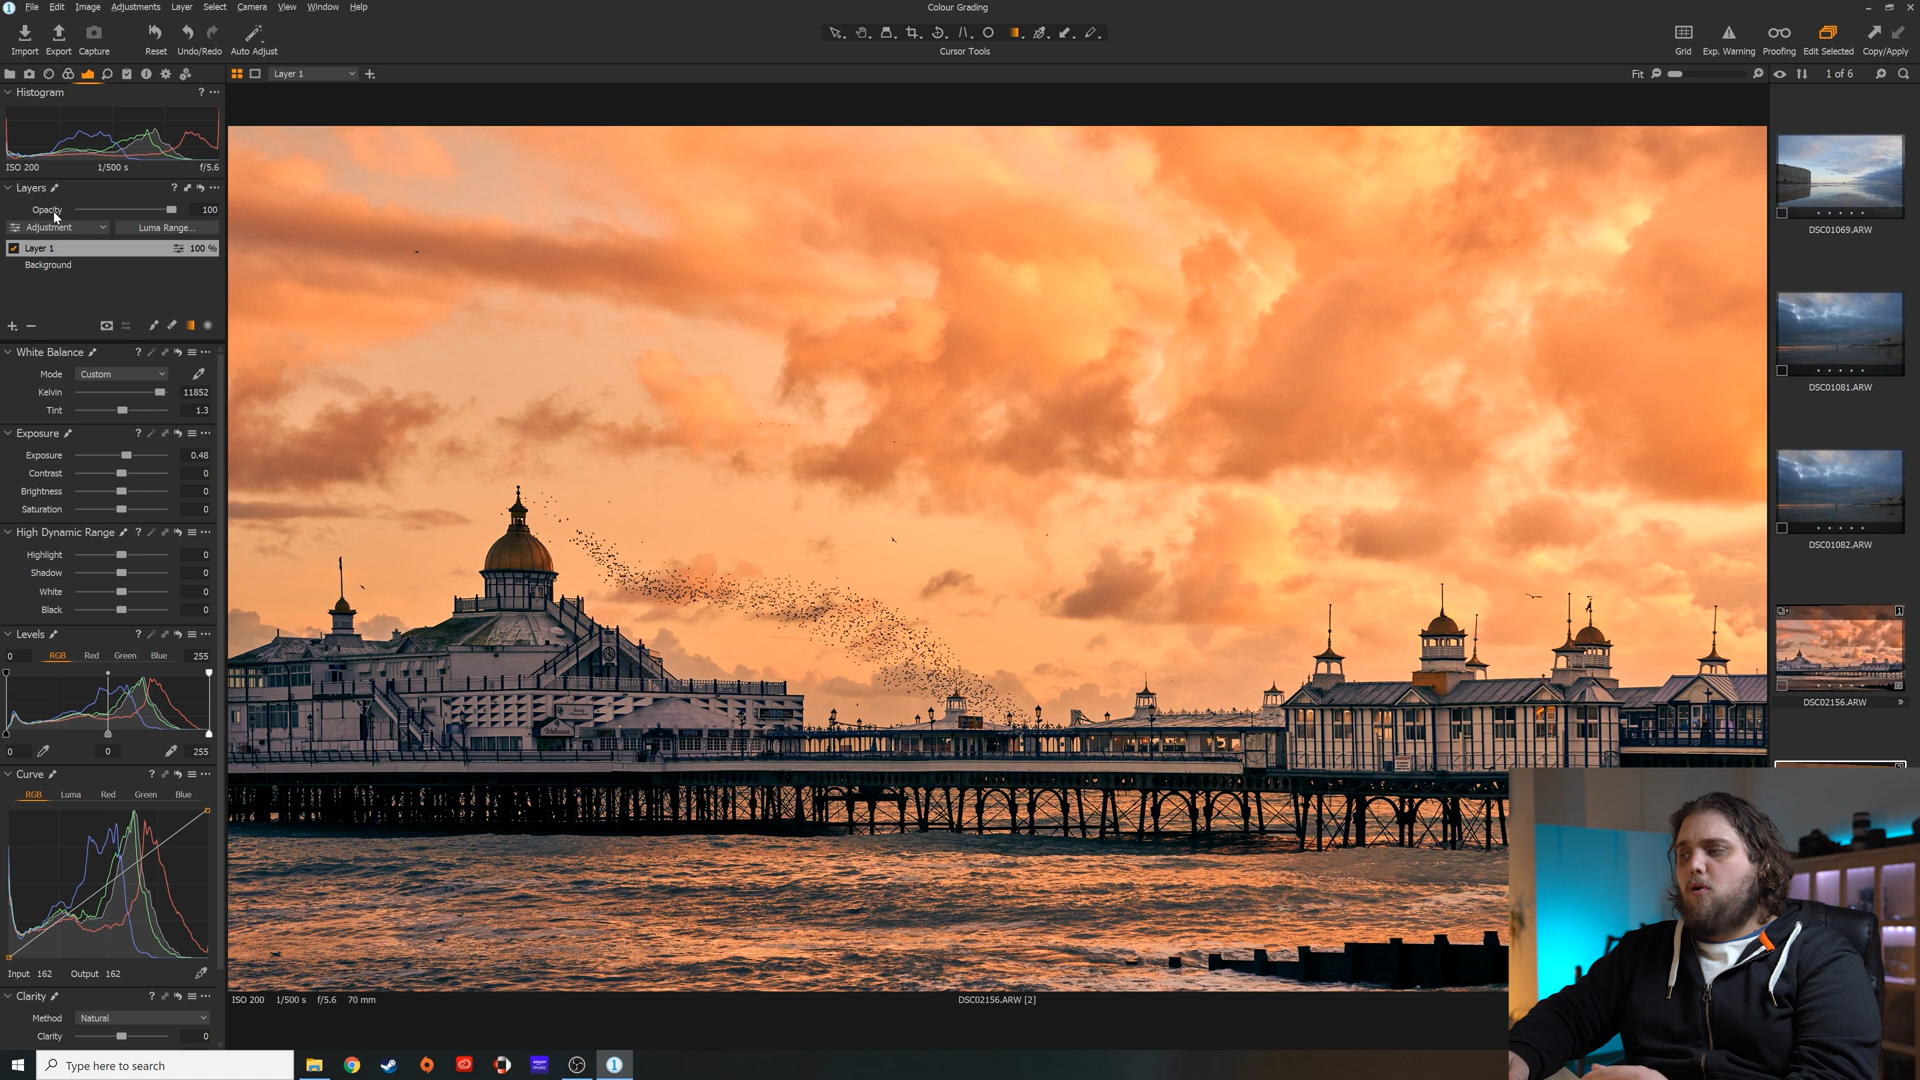 File Edit Image Adjustments Layer Select Camera View Window Help
Colour Grading
Import Export Capture Reset Undo/Redo Auto Adjust
Cursor Tools
Grid Exp. Warning Proofing Edit Selected Copy/Apply
Layer 1
Fit
1 of 6
Histogram ? ...
ISO 200 1/500 s f/5.6
Layers ? ...
Opacity 100
Adjustment Luma Range...
Layer 1 100 %
Background
White Balance ? ...
Mode Custom
Kelvin 11852
Tint 1.3
Exposure ? ...
Exposure 0.48
Contrast 0
Brightness 0
Saturation 0
High Dynamic Range ? ...
Highlight 0
Shadow 0
White 0
Black 0
Levels ? ...
0 RGB Red Green Blue 255
0 0 255
Curve ? ...
RGB Luma Red Green Blue
Input 162 Output 162
Clarity ? ...
Method Natural
Clarity 0
ISO 200 1/500 s f/5.6 70 mm
DSC02156.ARW [2]
DSC01069.ARW
DSC01081.ARW
DSC01082.ARW
1
DSC02156.ARW »
Type here to search